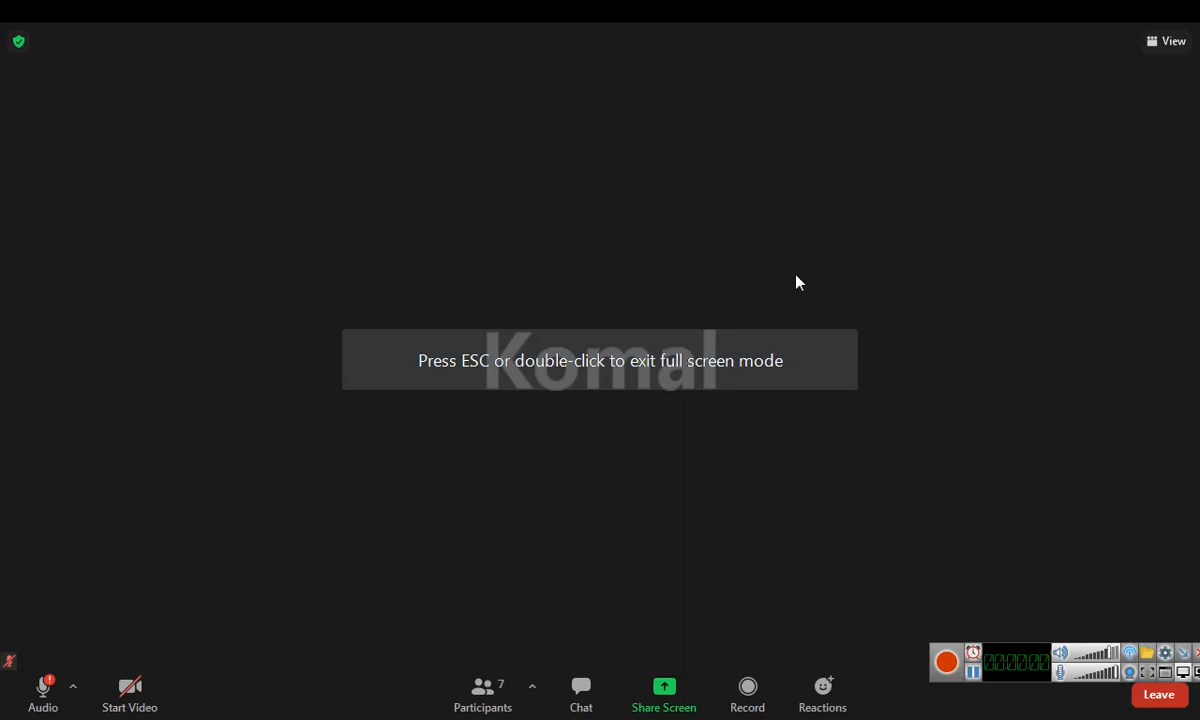 View
Komal
Press ESC or double-click to exit full screen mode
Audio
Start Video
7
Participants
Chat
Share Screen
Record
Reactions
Leave